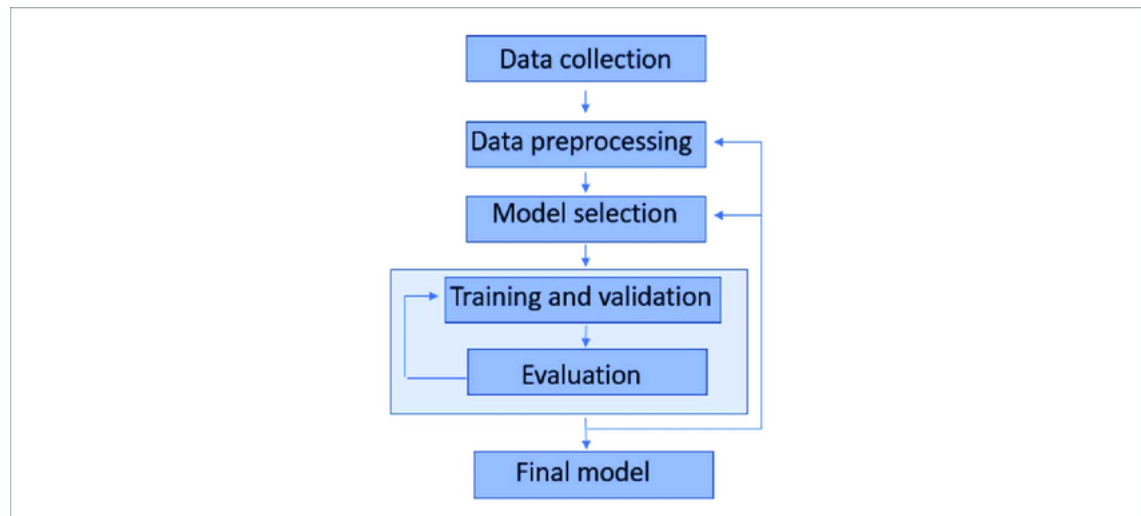 Data collection
Data preprocessing
Model selection
Training and validation
Evaluation
Final model